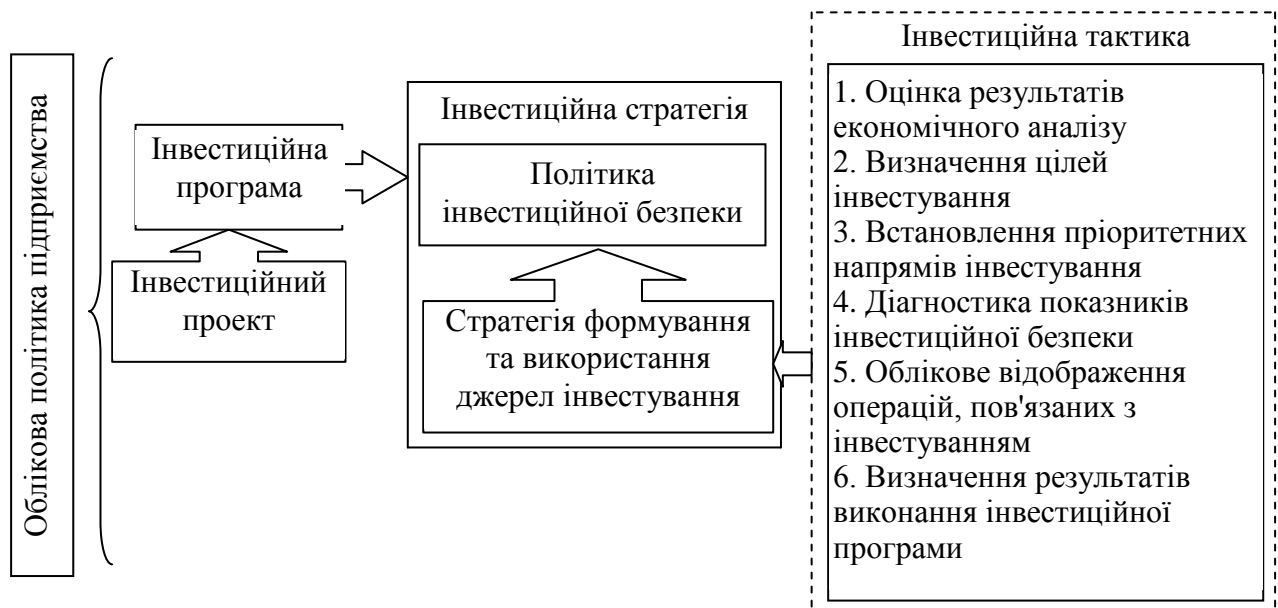 Облікова політика підприємства
Інвестиційна
програма
Інвестиційний
проект
Інвестиційна стратегія
Політика
інвестиційної безпеки
Стратегія формування
та використання
джерел інвестування
Інвестиційна тактика
1. Оцінка результатів
економічного аналізу
2. Визначення цілей
інвестування
3. Встановлення пріоритетних
напрямів інвестування
4. Діагностика показників
інвестиційної безпеки
5. Облікове відображення
операцій, пов'язаних з
інвестуванням
6. Визначення результатів
виконання інвестиційної
програми